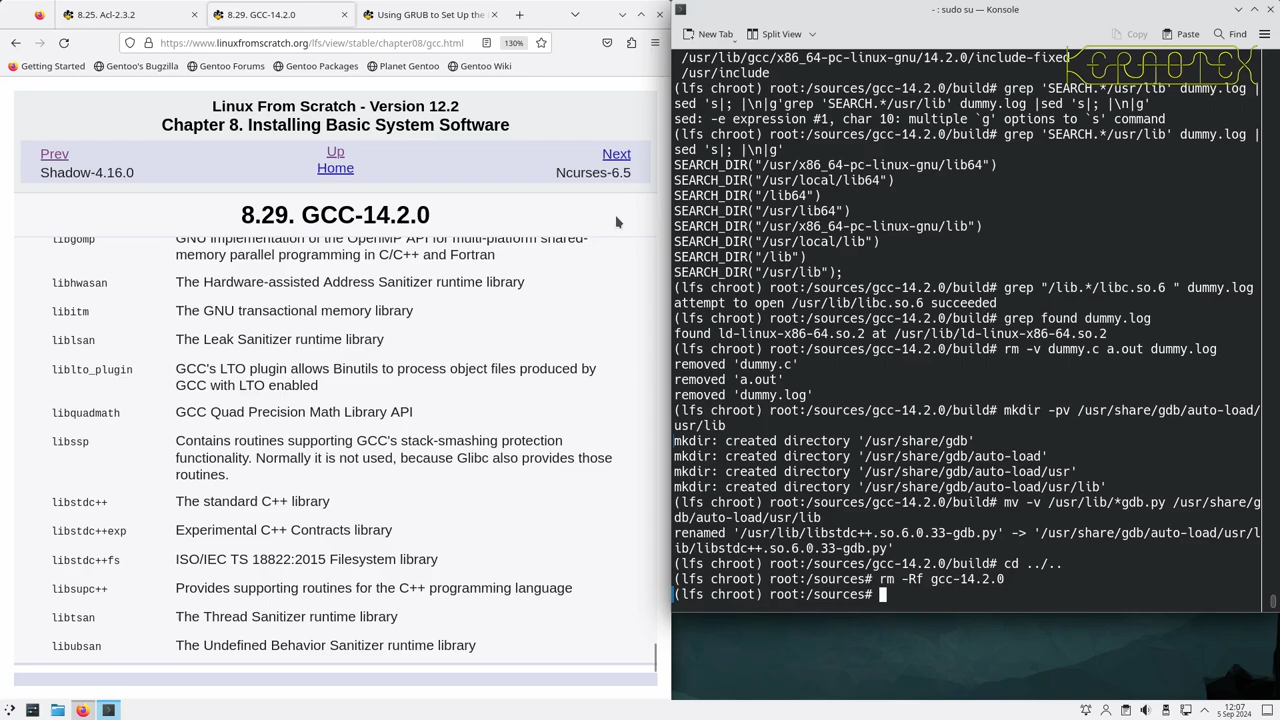 8.25. Acl-2.3.2
8.29. GCC-14.2.0
Using GRUB to Set Up the
https://www.linuxfromscratch.org/lfs/view/stable/chapter08/gcc.html
130%
Getting Started
Gentoo's Bugzilla
Gentoo Forums
Gentoo Packages
Planet Gentoo
Gentoo Wiki
Linux From Scratch - Version 12.2
Chapter 8. Installing Basic System Software
Prev
Up
Next
Shadow-4.16.0
Home
Ncurses-6.5
8.29. GCC-14.2.0
libgomp GNU implementation of the OpenMP API for multi-platform shared-
memory parallel programming in C/C++ and Fortran
libhwasan The Hardware-assisted Address Sanitizer runtime library
libitm The GNU transactional memory library
liblsan The Leak Sanitizer runtime library
liblto_plugin GCC's LTO plugin allows Binutils to process object files produced by
GCC with LTO enabled
libquadmath GCC Quad Precision Math Library API
libssp Contains routines supporting GCC's stack-smashing protection
functionality. Normally it is not used, because Glibc also provides those
routines.
libstdc++ The standard C++ library
libstdc++exp Experimental C++ Contracts library
libstdc++fs ISO/IEC TS 18822:2015 Filesystem library
libsupc++ Provides supporting routines for the C++ programming language
libtsan The Thread Sanitizer runtime library
libubsan The Undefined Behavior Sanitizer runtime library
- : sudo su — Konsole
New Tab
Split View
Copy
Paste
Find
KERNOTEX
/usr/lib/gcc/x86_64-pc-linux-gnu/14.2.0/include-fixed
/usr/include
(lfs chroot) root:/sources/gcc-14.2.0/build# grep 'SEARCH.*/usr/lib' dummy.log |
sed 's|; |\n|g'grep 'SEARCH.*/usr/lib' dummy.log |sed 's|; |\n|g'
sed: -e expression #1, char 10: multiple `g' options to `s' command
(lfs chroot) root:/sources/gcc-14.2.0/build# grep 'SEARCH.*/usr/lib' dummy.log |
sed 's|; |\n|g'
SEARCH_DIR("/usr/x86_64-pc-linux-gnu/lib64")
SEARCH_DIR("/usr/local/lib64")
SEARCH_DIR("/lib64")
SEARCH_DIR("/usr/lib64")
SEARCH_DIR("/usr/x86_64-pc-linux-gnu/lib")
SEARCH_DIR("/usr/local/lib")
SEARCH_DIR("/lib")
SEARCH_DIR("/usr/lib");
(lfs chroot) root:/sources/gcc-14.2.0/build# grep "/lib.*/libc.so.6 " dummy.log
attempt to open /usr/lib/libc.so.6 succeeded
(lfs chroot) root:/sources/gcc-14.2.0/build# grep found dummy.log
found ld-linux-x86-64.so.2 at /usr/lib/ld-linux-x86-64.so.2
(lfs chroot) root:/sources/gcc-14.2.0/build# rm -v dummy.c a.out dummy.log
removed 'dummy.c'
removed 'a.out'
removed 'dummy.log'
(lfs chroot) root:/sources/gcc-14.2.0/build# mkdir -pv /usr/share/gdb/auto-load/
usr/lib
mkdir: created directory '/usr/share/gdb'
mkdir: created directory '/usr/share/gdb/auto-load'
mkdir: created directory '/usr/share/gdb/auto-load/usr'
mkdir: created directory '/usr/share/gdb/auto-load/usr/lib'
(lfs chroot) root:/sources/gcc-14.2.0/build# mv -v /usr/lib/*gdb.py /usr/share/g
db/auto-load/usr/lib
renamed '/usr/lib/libstdc++.so.6.0.33-gdb.py' -> '/usr/share/gdb/auto-load/usr/l
ib/libstdc++.so.6.0.33-gdb.py'
(lfs chroot) root:/sources/gcc-14.2.0/build# cd ../..
(lfs chroot) root:/sources# rm -Rf gcc-14.2.0
(lfs chroot) root:/sources#
12:07
5 Sep 2024